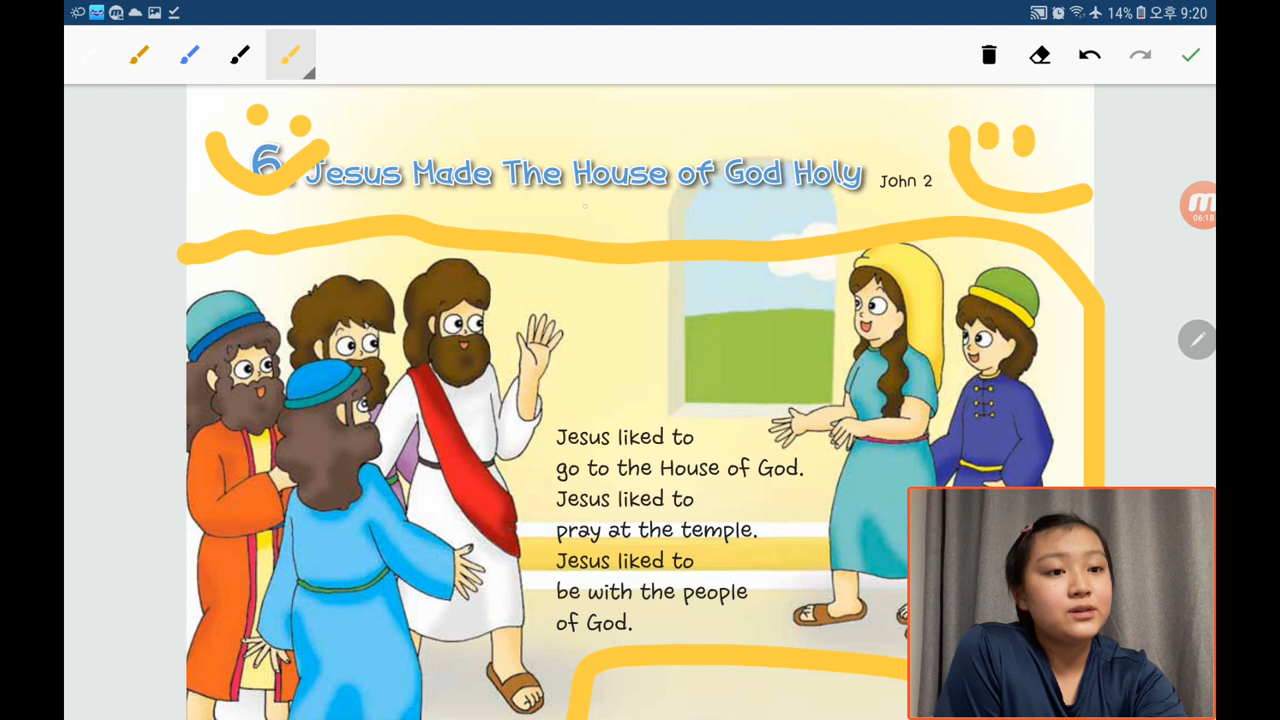 14% 오후 9:20
6. Jesus Made The House of God Holy John 2
06:18
Jesus liked to
go to the House of God.
Jesus liked to
pray at the temple.
Jesus liked to
be with the people
of God.